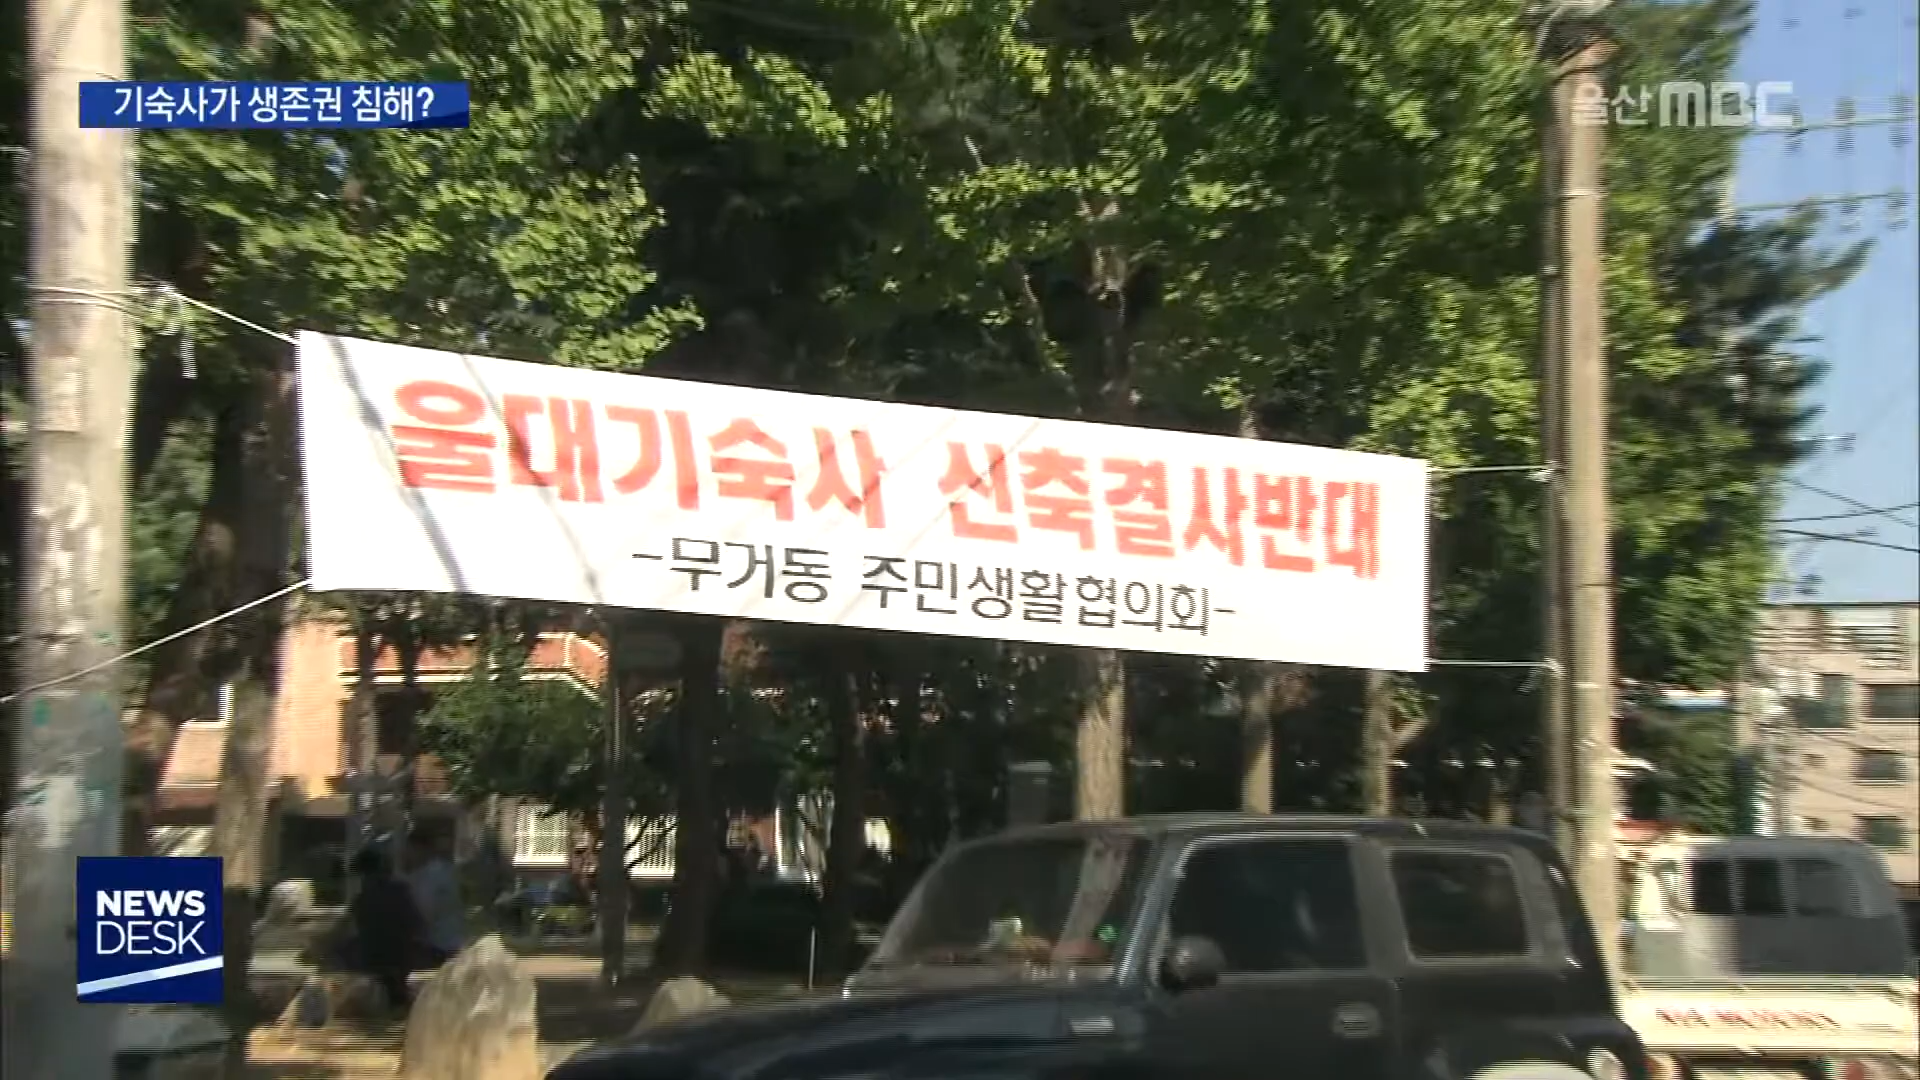 기숙사가 생존권 침해?
울산MBC
울대기숙사 신축결사반대
-무거동 주민생활협의회-
NEWS
DESK